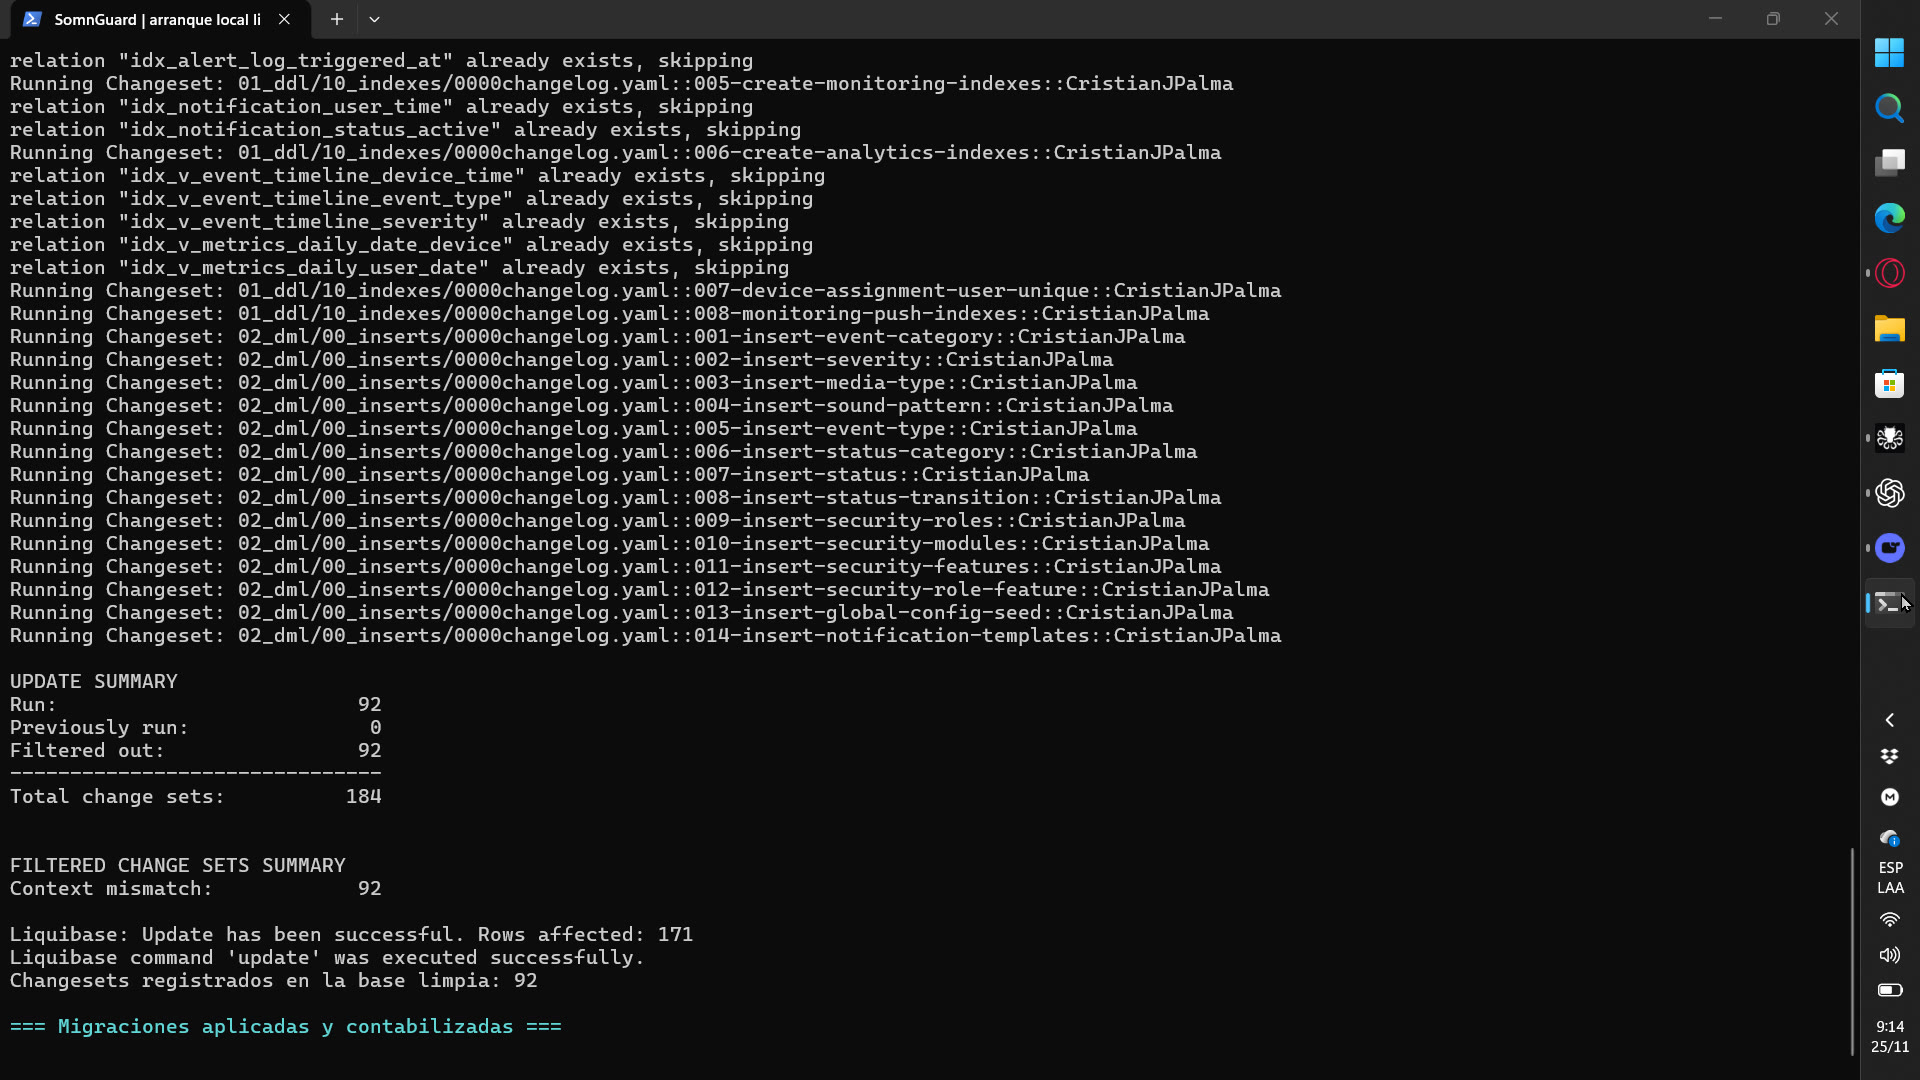 SomnGuard | arranque local li
relation "idx_alert_log_triggered_at" already exists, skipping
Running Changeset: 01_ddl/10_indexes/0000changelog.yaml::005-create-monitoring-indexes::CristianJPalma
relation "idx_notification_user_time" already exists, skipping
relation "idx_notification_status_active" already exists, skipping
Running Changeset: 01_ddl/10_indexes/0000changelog.yaml::006-create-analytics-indexes::CristianJPalma
relation "idx_v_event_timeline_device_time" already exists, skipping
relation "idx_v_event_timeline_event_type" already exists, skipping
relation "idx_v_event_timeline_severity" already exists, skipping
relation "idx_v_metrics_daily_date_device" already exists, skipping
relation "idx_v_metrics_daily_user_date" already exists, skipping
Running Changeset: 01_ddl/10_indexes/0000changelog.yaml::007-device-assignment-user-unique::CristianJPalma
Running Changeset: 01_ddl/10_indexes/0000changelog.yaml::008-monitoring-push-indexes::CristianJPalma
Running Changeset: 02_dml/00_inserts/0000changelog.yaml::001-insert-event-category::CristianJPalma
Running Changeset: 02_dml/00_inserts/0000changelog.yaml::002-insert-severity::CristianJPalma
Running Changeset: 02_dml/00_inserts/0000changelog.yaml::003-insert-media-type::CristianJPalma
Running Changeset: 02_dml/00_inserts/0000changelog.yaml::004-insert-sound-pattern::CristianJPalma
Running Changeset: 02_dml/00_inserts/0000changelog.yaml::005-insert-event-type::CristianJPalma
Running Changeset: 02_dml/00_inserts/0000changelog.yaml::006-insert-status-category::CristianJPalma
Running Changeset: 02_dml/00_inserts/0000changelog.yaml::007-insert-status::CristianJPalma
Running Changeset: 02_dml/00_inserts/0000changelog.yaml::008-insert-status-transition::CristianJPalma
Running Changeset: 02_dml/00_inserts/0000changelog.yaml::009-insert-security-roles::CristianJPalma
Running Changeset: 02_dml/00_inserts/0000changelog.yaml::010-insert-security-modules::CristianJPalma
Running Changeset: 02_dml/00_inserts/0000changelog.yaml::011-insert-security-features::CristianJPalma
Running Changeset: 02_dml/00_inserts/0000changelog.yaml::012-insert-security-role-feature::CristianJPalma
Running Changeset: 02_dml/00_inserts/0000changelog.yaml::013-insert-global-config-seed::CristianJPalma
Running Changeset: 02_dml/00_inserts/0000changelog.yaml::014-insert-notification-templates::CristianJPalma
UPDATE SUMMARY
Run: 92
Previously run: 0
Filtered out: 92
-------------------------------
Total change sets: 184
FILTERED CHANGE SETS SUMMARY
Context mismatch: 92
Liquibase: Update has been successful. Rows affected: 171
Liquibase command 'update' was executed successfully.
Changesets registrados en la base limpia: 92
=== Migraciones aplicadas y contabilizadas ===
ESP
LAA
9:14
25/11